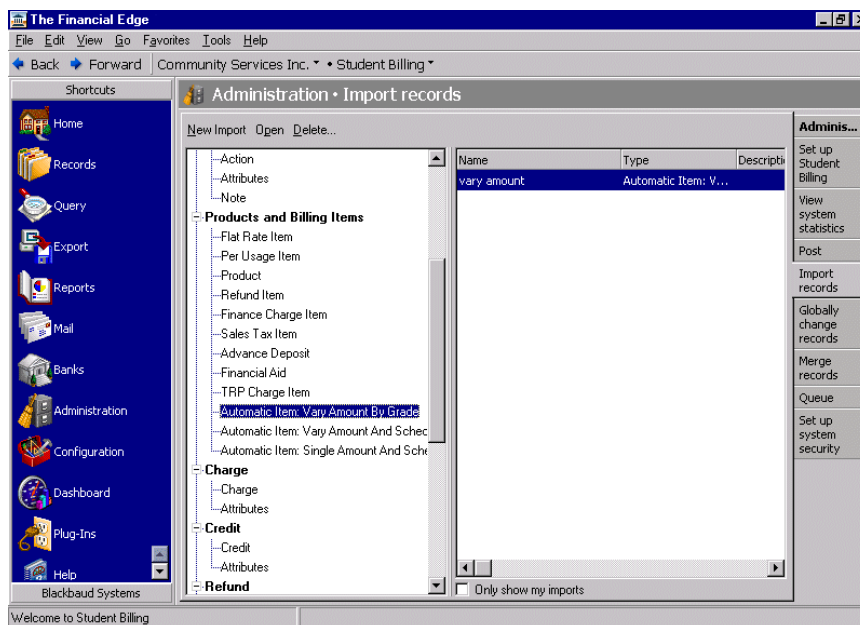 The Financial Edge
File Edit View Go Favorites Tools Help
Back Forward Community Services Inc. • Student Billing
Shortcuts
Home
Records
Query
Export
Reports
Mail
Banks
Administration
Configuration
Dashboard
Plug-Ins
Help
Blackbaud Systems
Administration • Import records
New Import Open Delete...
Action
Attributes
Note
Products and Billing Items
Flat Rate Item
Per Usage Item
Product
Refund Item
Finance Charge Item
Sales Tax Item
Advance Deposit
Financial Aid
TRP Charge Item
Automatic Item: Vary Amount By Grade
Automatic Item: Vary Amount And Sched
Automatic Item: Single Amount And Sche
Charge
Charge
Attributes
Credit
Credit
Attributes
Refund
Name Type Descripti
vary amount Automatic Item: V...
Only show my imports
Adminis...
Set up
Student
Billing
View
system
statistics
Post
Import
records
Globally
change
records
Merge
records
Queue
Set up
system
security
Welcome to Student Billing